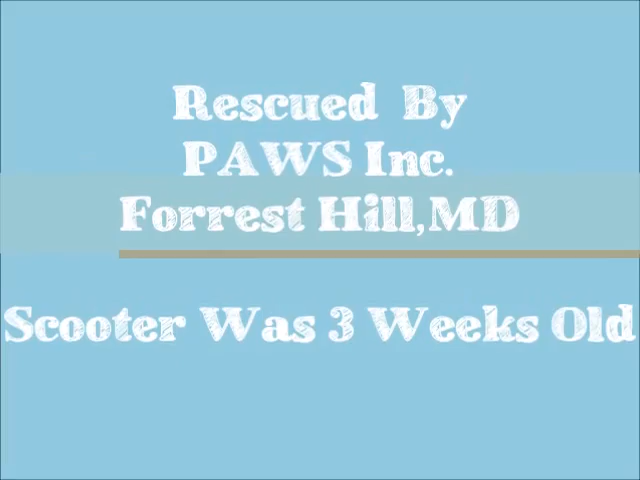 Rescued By
PAWS Inc.
Forrest Hill,MD
Scooter Was 3 Weeks Old